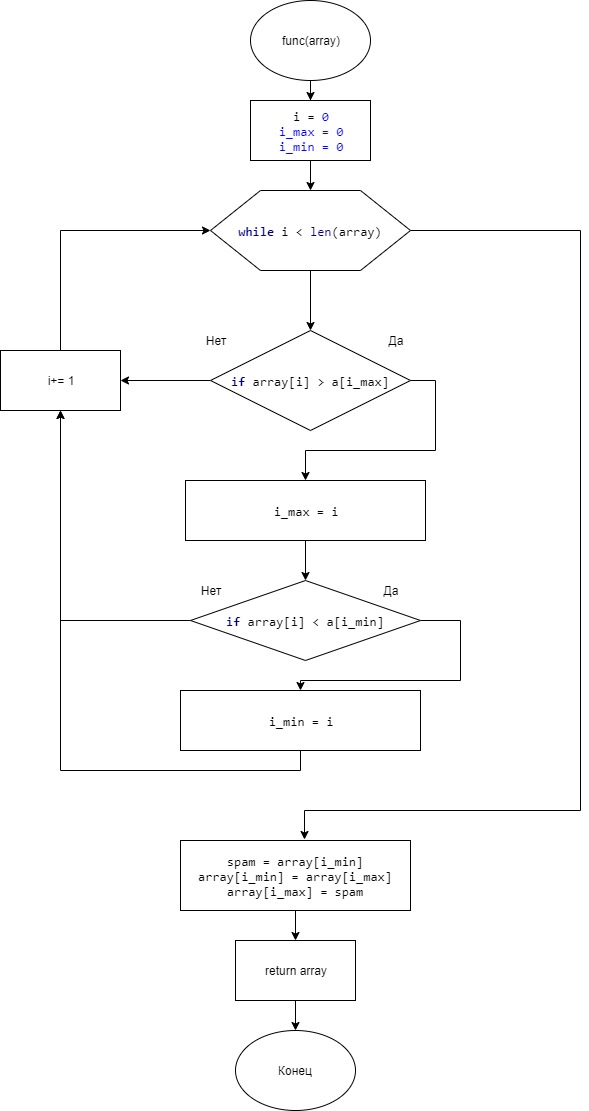 func(array)
i = 0
i_max = 0
i_min = 0
while i < len(array)
Нет
Да
if array[i] > a[i_max]
i+= 1
i_max = i
Нет
Да
if array[i] < a[i_min]
i_min = i
spam = array[i_min]
array[i_min] = array[i_max]
array[i_max] = spam
return array
Конец